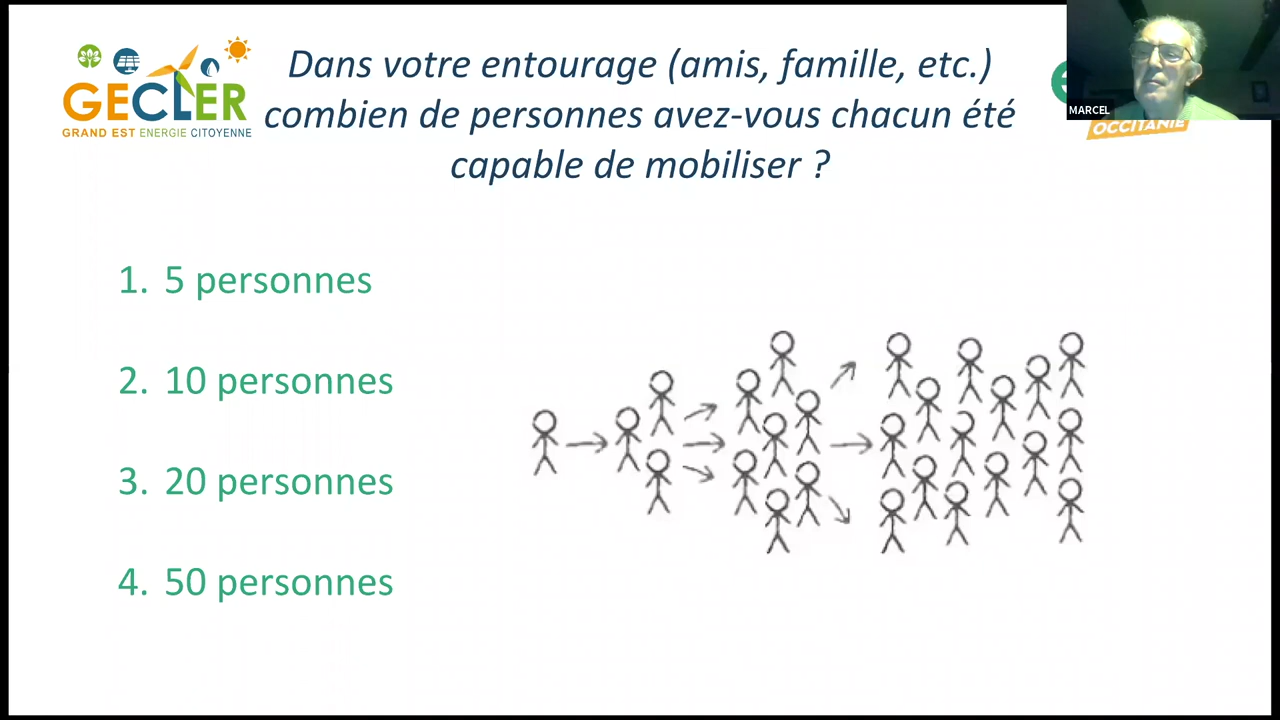 Dans votre entourage (amis, famille, etc.)
combien de personnes avez-vous chacun été
capable de mobiliser ?
GECLER
GRAND EST ENERGIE CITOYENNE
MARCEL
OCCITANIE
1. 5 personnes
2. 10 personnes
3. 20 personnes
4. 50 personnes